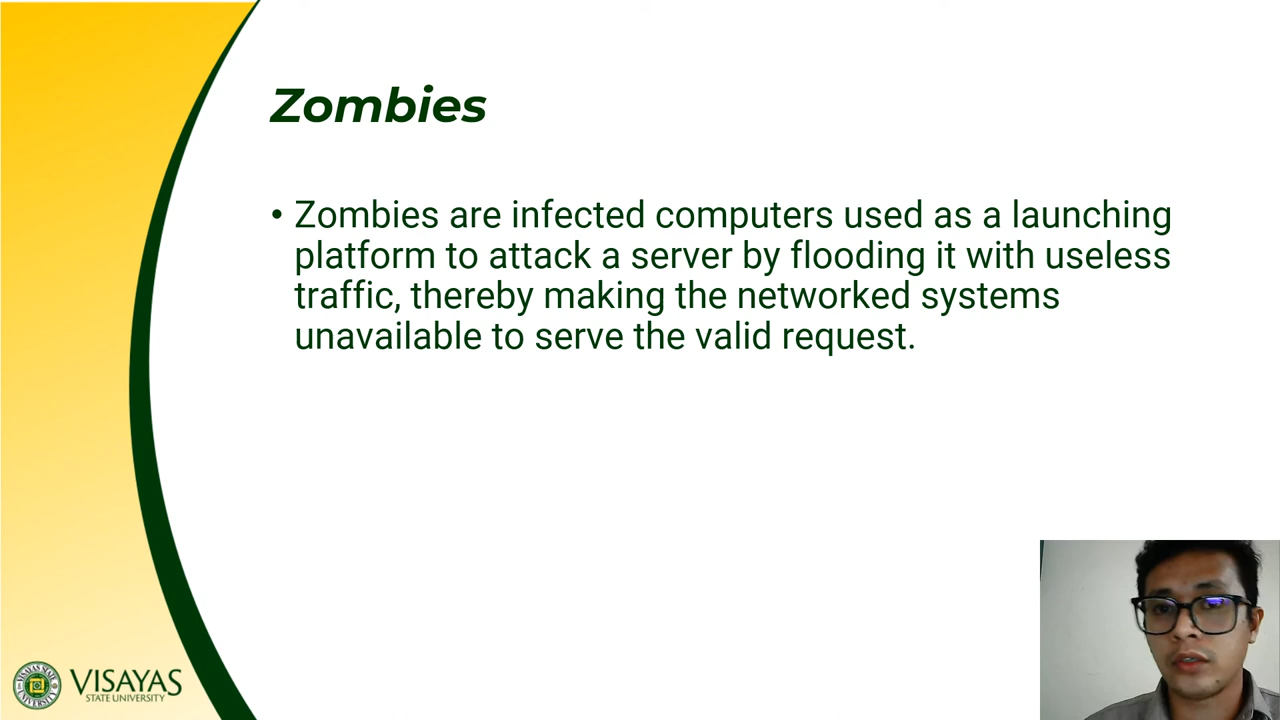 Zombies
• Zombies are infected computers used as a launching
platform to attack a server by flooding it with useless
traffic, thereby making the networked systems
unavailable to serve the valid request.
VISAYAS
STATE UNIVERSITY